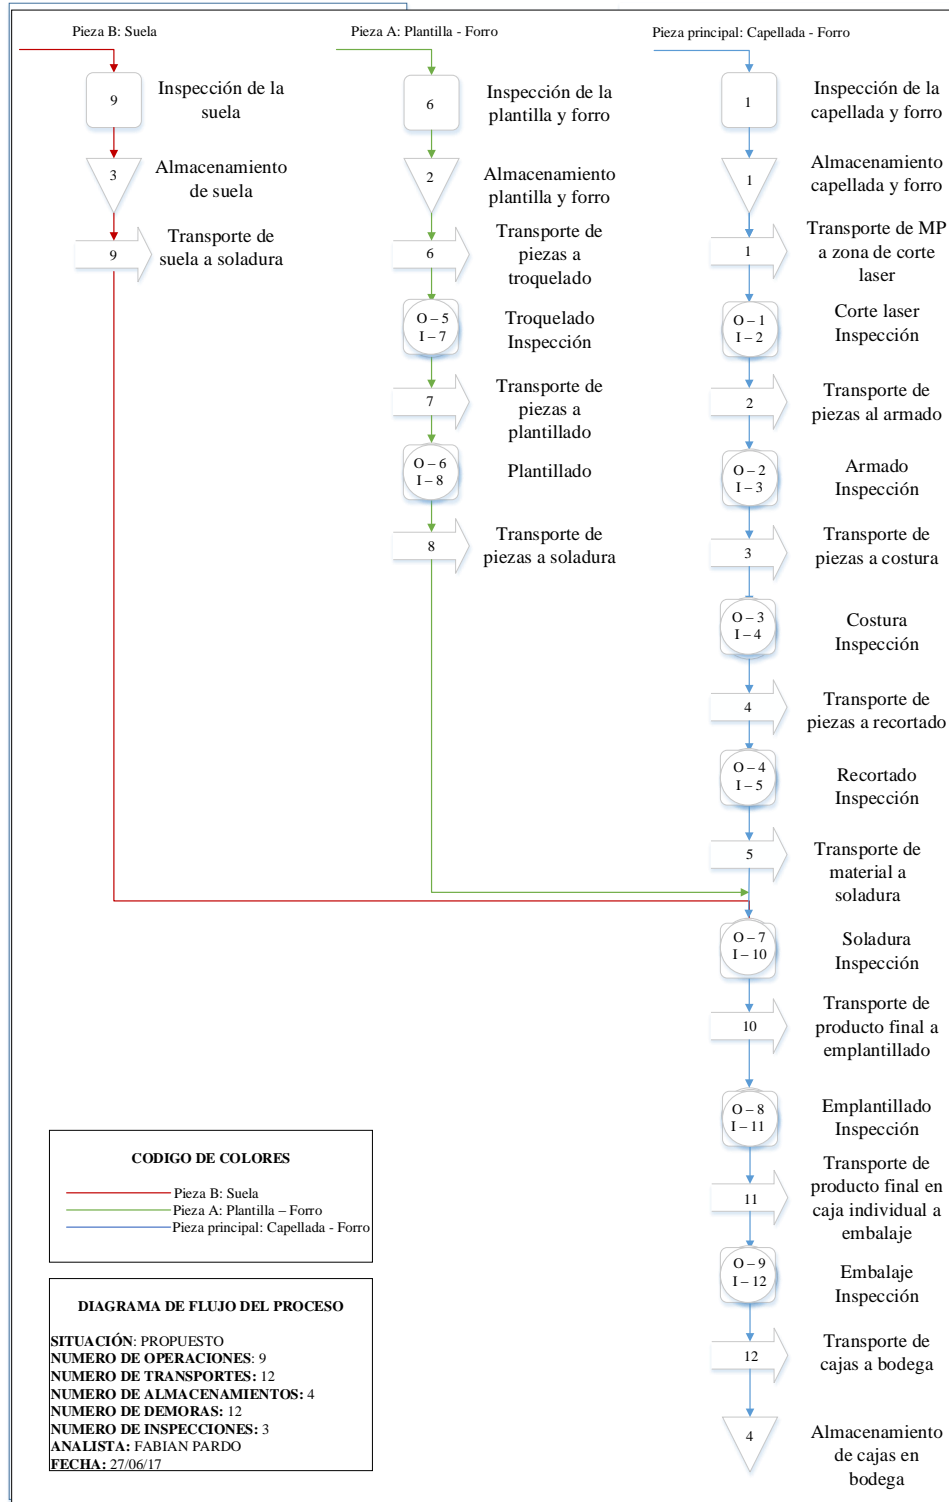 Pieza B: Suela
9
Inspección de la
suela
3
Almacenamiento
de suela
9
Transporte de
suela a soladura
Pieza A: Plantilla - Forro
6
Inspección de la
plantilla y forro
2
Almacenamiento
plantilla y forro
6
Transporte de
piezas a
troquelado
O – 5
I – 7
Troquelado
Inspección
7
Transporte de
piezas a
plantillado
O – 6
I – 8
Plantillado
8
Transporte de
piezas a soladura
Pieza principal: Capellada - Forro
1
Inspección de la
capellada y forro
1
Almacenamiento
capellada y forro
1
Transporte de MP
a zona de corte
laser
O – 1
I – 2
Corte laser
Inspección
2
Transporte de
piezas al armado
O – 2
I – 3
Armado
Inspección
3
Transporte de
piezas a costura
O – 3
I – 4
Costura
Inspección
4
Transporte de
piezas a recortado
O – 4
I – 5
Recortado
Inspección
5
Transporte de
material a
soladura
O – 7
I – 10
Soladura
Inspección
10
Transporte de
producto final a
emplantillado
O – 8
I – 11
Emplantillado
Inspección
11
Transporte de
producto final en
caja individual a
embalaje
O – 9
I – 12
Embalaje
Inspección
12
Transporte de
cajas a bodega
4
Almacenamiento
de cajas en
bodega
CODIGO DE COLORES
Pieza B: Suela
Pieza A: Plantilla – Forro
Pieza principal: Capellada - Forro
DIAGRAMA DE FLUJO DEL PROCESO
SITUACIÓN: PROPUESTO
NUMERO DE OPERACIONES: 9
NUMERO DE TRANSPORTES: 12
NUMERO DE ALMACENAMIENTOS: 4
NUMERO DE DEMORAS: 12
NUMERO DE INSPECCIONES: 3
ANALISTA: FABIAN PARDO
FECHA: 27/06/17